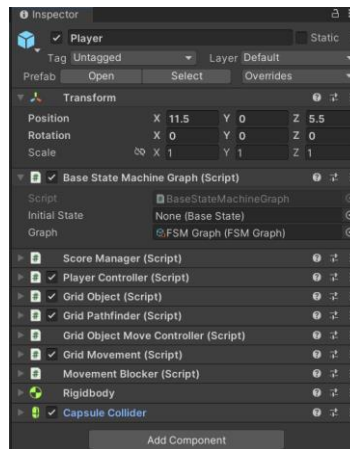 Inspector
Player Static
Tag Untagged Layer Default
Prefab Open Select Overrides
Transform
Position X 11.5 Y 0 Z 5.5
Rotation X 0 Y 0 Z 0
Scale X 1 Y 1 Z 1
# Base State Machine Graph (Script)
Script BaseStateMachineGraph
Initial State None (Base State)
Graph FSM Graph (FSM Graph)
# Score Manager (Script)
# Player Controller (Script)
# Grid Object (Script)
# Grid Pathfinder (Script)
# Grid Object Move Controller (Script)
# Grid Movement (Script)
# Movement Blocker (Script)
Rigidbody
Capsule Collider
Add Component